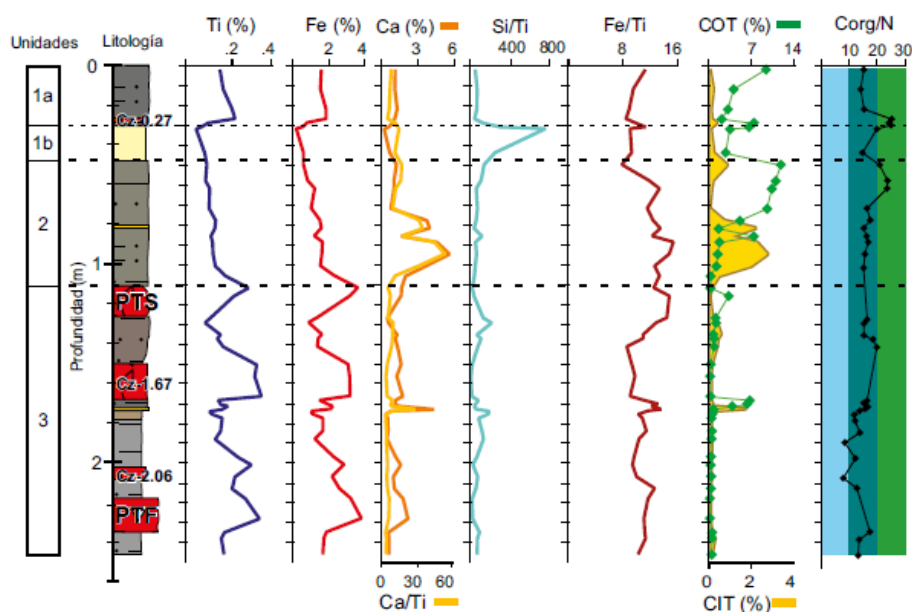 Ti (%) Fe (%) Ca (%) Si/Ti Fe/Ti COT (%) Corg/N
Unidades Litología .2 .4 2 4 0 3 6 400 800 8 16 0 7 14 10 20 30
0
1a
Cz-0.27
1b
2
Profundidad (m)
1
PTS
Cz-1.67
3
2
Cz-2.06
PTF
0 30 60 0 2 4
Ca/Ti CIT (%)